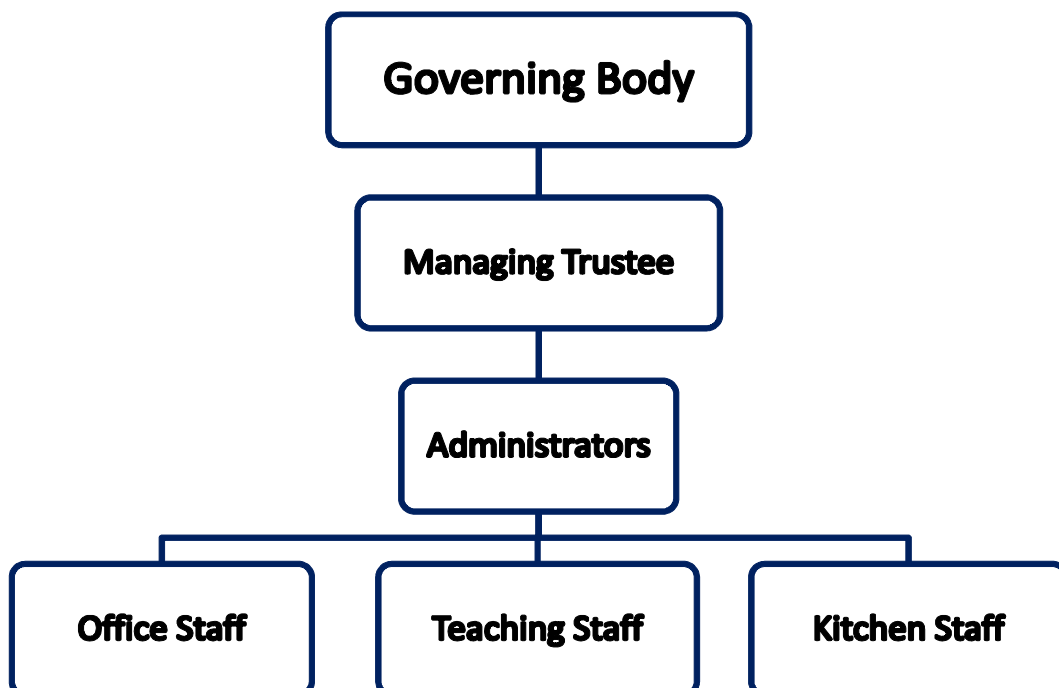 Governing Body
Managing Trustee
Administrators
Office Staff
Teaching Staff
Kitchen Staff